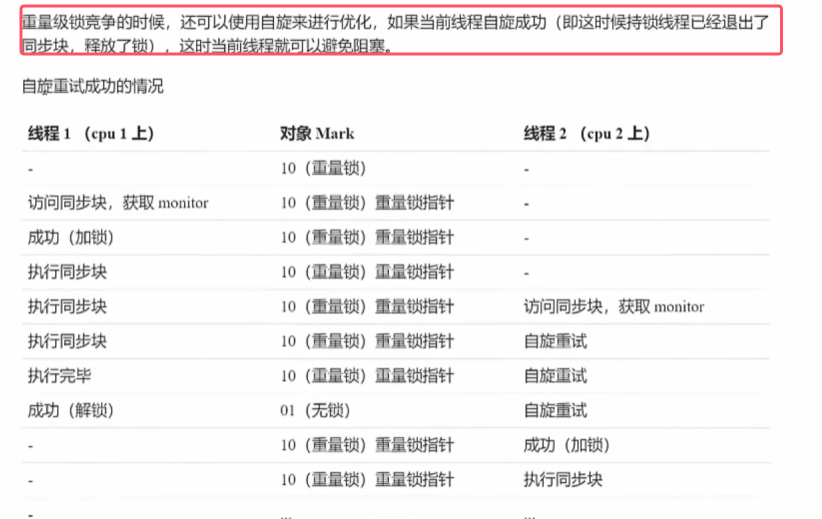 重量级锁竞争的时候，还可以使用自旋来进行优化，如果当前线程自旋成功（即这时候持锁线程已经退出了
同步块，释放了锁），这时当前线程就可以避免阻塞。
自旋重试成功的情况
线程 1 （cpu 1 上） 对象 Mark 线程 2 （cpu 2 上）
- 10（重量锁） -
访问同步块，获取 monitor 10（重量锁）重量锁指针 -
成功（加锁） 10（重量锁）重量锁指针 -
执行同步块 10（重量锁）重量锁指针 -
执行同步块 10（重量锁）重量锁指针 访问同步块，获取 monitor
执行同步块 10（重量锁）重量锁指针 自旋重试
执行完毕 10（重量锁）重量锁指针 自旋重试
成功（解锁） 01（无锁） 自旋重试
- 10（重量锁）重量锁指针 成功（加锁）
- 10（重量锁）重量锁指针 执行同步块
- ... ...